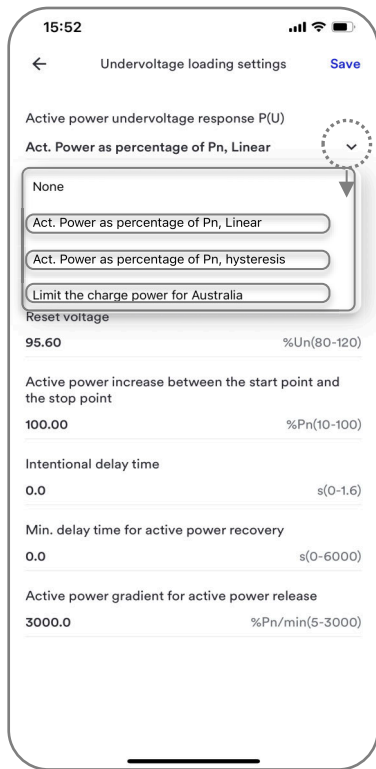 15:52
Undervoltage loading settings Save
Active power undervoltage response P(U)
Act. Power as percentage of Pn, Linear
None
Act. Power as percentage of Pn, Linear
Act. Power as percentage of Pn, hysteresis
Limit the charge power for Australia
Reset voltage
95.60 %Un(80-120)
Active power increase between the start point and
the stop point
100.00 %Pn(10-100)
Intentional delay time
0.0 s(0-1.6)
Min. delay time for active power recovery
0.0 s(0-6000)
Active power gradient for active power release
3000.0 %Pn/min(5-3000)